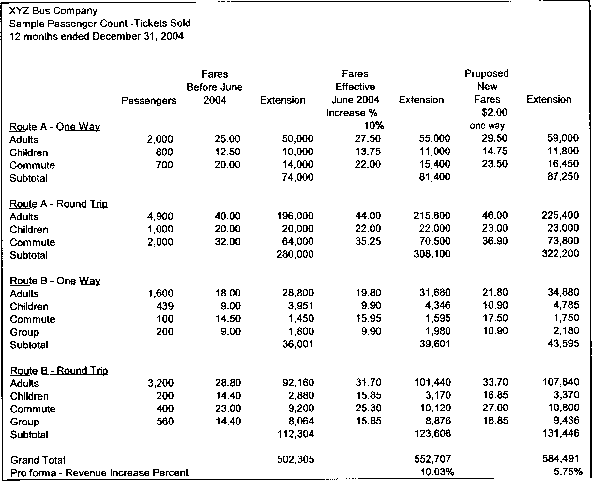 XYZ Bus Company
Sample Passenger Count -Tickets Sold
12 months ended December 31, 2004
Fares Fares Proposed
Before June Effective New
Passengers 2004 Extension June 2004 Extension Fares Extension
Increase % $2.00
Route A - One Way 10% one way
Adults 2,000 25.00 50,000 27.50 55,000 29.50 59,000
Children 800 12.50 10,000 13.75 11,000 14.75 11,800
Commute 700 20.00 14,000 22.00 15,400 23.50 16,450
Subtotal 74,000 81,400 87,250
Route A - Round Trip
Adults 4,900 40.00 196,000 44.00 215,600 46.00 225,400
Children 1,000 20.00 20,000 22.00 22,000 23.00 23,000
Commute 2,000 32.00 64,000 35.25 70,500 36.90 73,800
Subtotal 280,000 308,100 322,200
Route B - One Way
Adults 1,600 18.00 28,800 19.80 31,680 21.80 34,880
Children 439 9.00 3,951 9.90 4,346 10.90 4,785
Commute 100 14.50 1,450 15.95 1,595 17.50 1,750
Group 200 9.00 1,800 9.90 1,980 10.90 2,180
Subtotal 36,001 39,601 43,595
Route B - Round Trip
Adults 3,200 28.80 92,160 31.70 101,440 33.70 107,840
Children 200 14.40 2,880 15.85 3,170 16.85 3,370
Commute 400 23.00 9,200 25.30 10,120 27.00 10,800
Group 560 14.40 8,064 15.85 8,876 16.85 9,436
Subtotal 112,304 123,606 131,446
Grand Total 502,305 552,707 584,491
Pro forma - Revenue Increase Percent 10.03% 5.75%